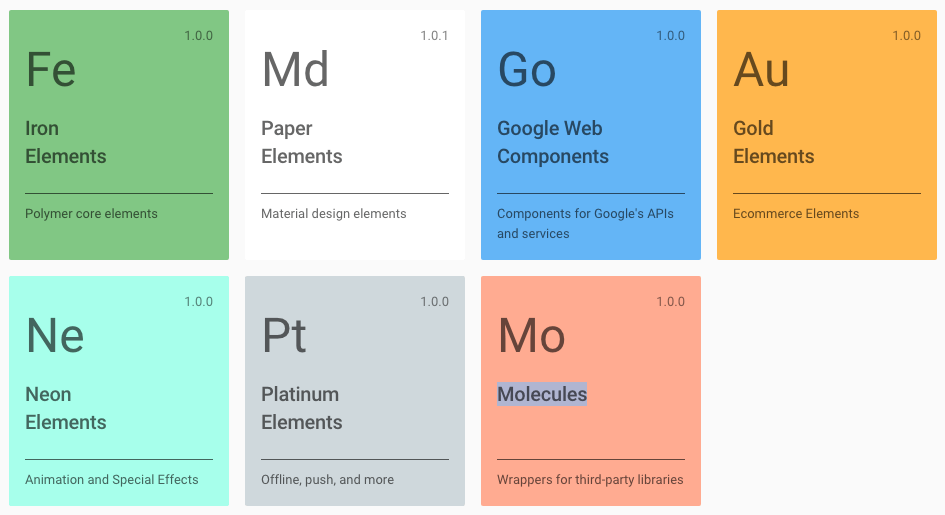 1.0.0
Fe
Iron
Elements
Polymer core elements
1.0.1
Md
Paper
Elements
Material design elements
1.0.0
Go
Google Web
Components
Components for Google's APIs
and services
1.0.0
Au
Gold
Elements
Ecommerce Elements
1.0.0
Ne
Neon
Elements
Animation and Special Effects
1.0.0
Pt
Platinum
Elements
Offline, push, and more
1.0.0
Mo
Molecules
Wrappers for third-party libraries